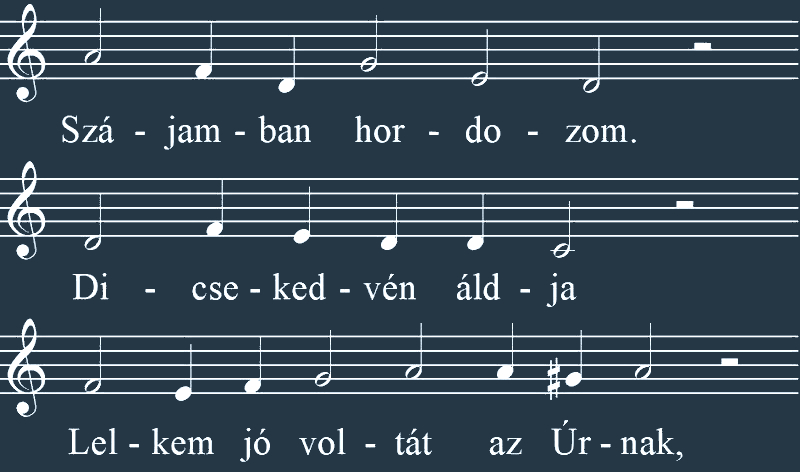 Szá - jam - ban hor - do - zom.
Di - cse - ked - vén áld - ja
Lel - kem jó vol - tát az Úr - nak,